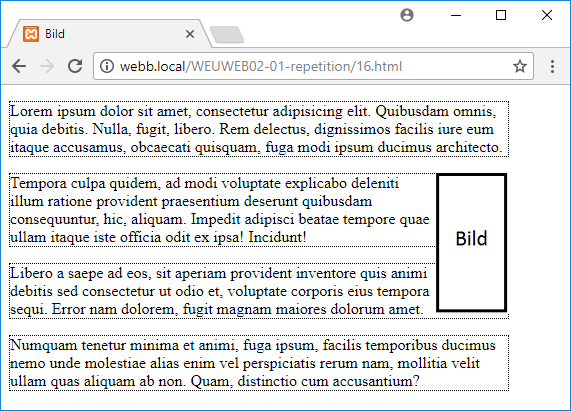 Bild
webb.local/WEUWEB02-01-repetition/16.html
Lorem ipsum dolor sit amet, consectetur adipisicing elit. Quibusdam omnis,
quia debitis. Nulla, fugit, libero. Rem delectus, dignissimos facilis iure eum
itaque accusamus, obcaecati quisquam, fuga modi ipsum ducimus architecto.
Tempora culpa quidem, ad modi voluptate explicabo deleniti
illum ratione provident praesentium deserunt quibusdam
consequuntur, hic, aliquam. Impedit adipisci beatae tempore quae
ullam itaque iste officia odit ex ipsa! Incidunt!
Bild
Libero a saepe ad eos, sit aperiam provident inventore quis animi
debitis sed consectetur ut odio et, voluptate corporis eius tempora
sequi. Error nam dolorem, fugit magnam maiores dolorum amet.
Numquam tenetur minima et animi, fuga ipsum, facilis temporibus ducimus
nemo unde molestiae alias enim vel perspiciatis rerum nam, mollitia velit
ullam quas aliquam ab non. Quam, distinctio cum accusantium?